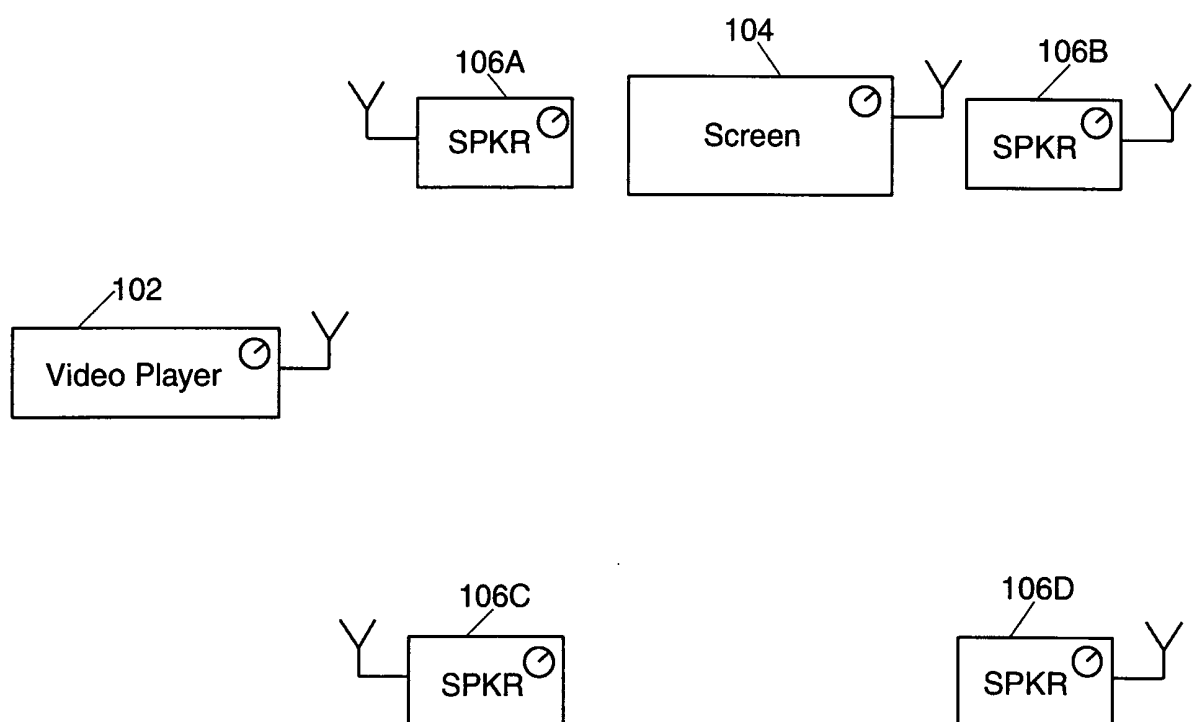 104
106A
106B
SPKR
Screen
SPKR
102
Video Player
106C
106D
SPKR
SPKR